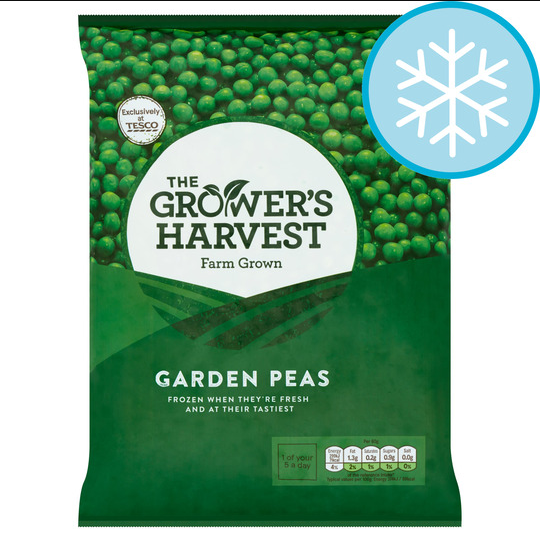 Exclusively
at
TESCO
THE
GROWER'S
HARVEST
Farm Grown
GARDEN PEAS
FROZEN WHEN THEY'RE FRESH
AND AT THEIR TASTIEST
1 of your
5 a day
Per 80g
Energy Fat Saturates Sugars Salt
1.3g 0.2g 0.9g 0.0g
4% 2% 1% 1% 0%